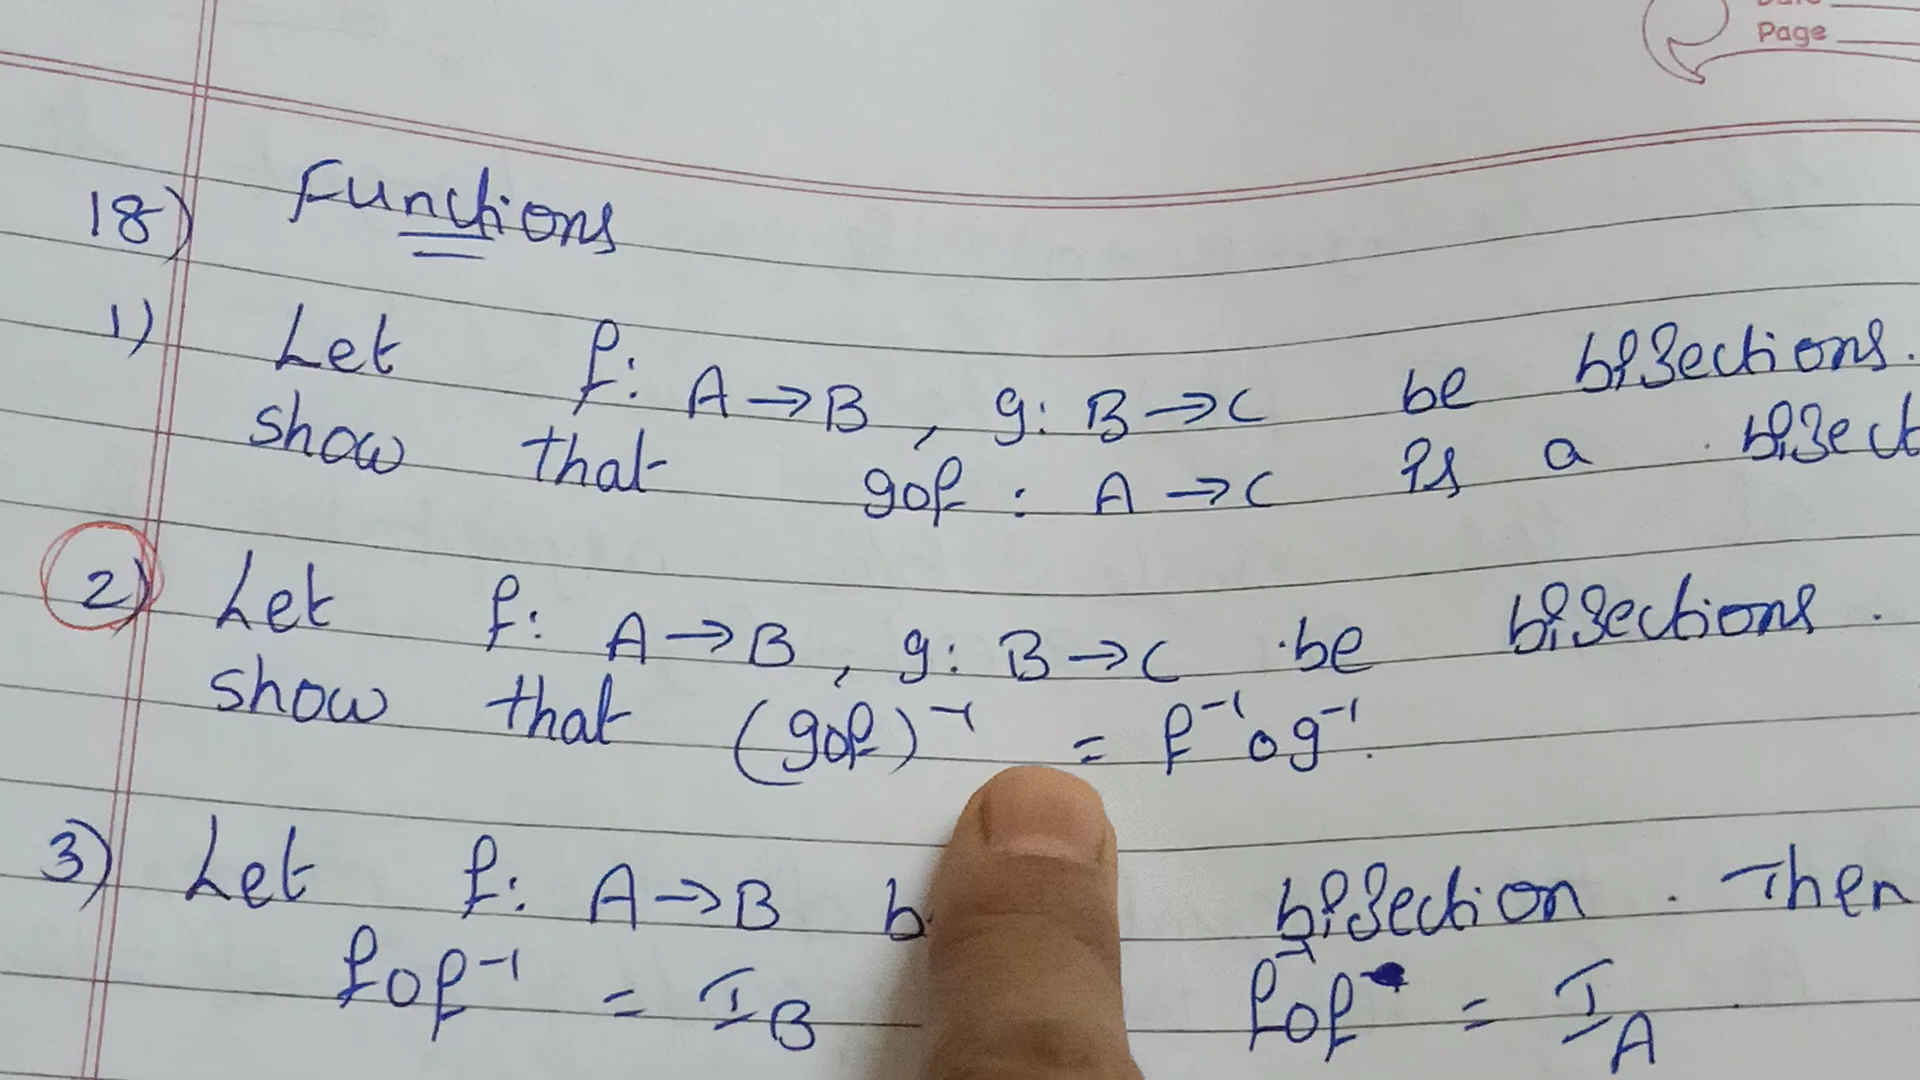 Page
18) Functions
1) Let f: A→B, g: B→C be bijections.
show that gof : A→C is a biject
2) Let f: A→B, g: B→C be bijections.
show that (gof)⁻¹ = f⁻¹og⁻¹.
3) Let f: A→B b bijection. Then
fof⁻¹ = I_B f⁻¹of = I_A